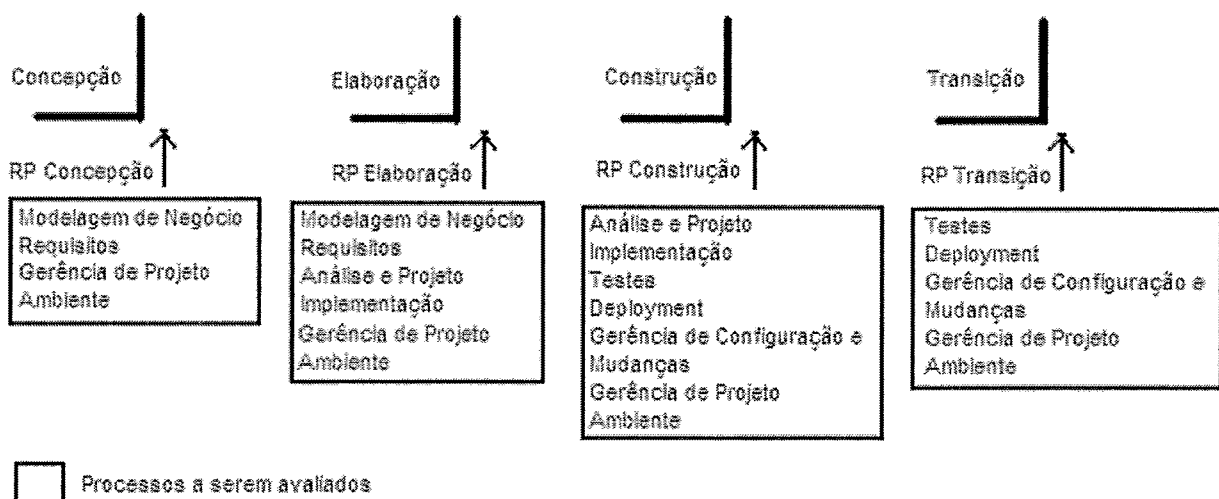 Concepção
Elaboração
Construção
Transição
RP Concepção
RP Elaboração
RP Construção
RP Transição
Modelagem de Negócio
Requisitos
Gerência de Projeto
Ambiente
Modelagem de Negócio
Requisitos
Análise e Projeto
Implementação
Gerência de Projeto
Ambiente
Análise e Projeto
Implementação
Testes
Deployment
Gerência de Configuração e
Mudanças
Gerência de Projeto
Ambiente
Testes
Deployment
Gerência de Configuração e
Mudanças
Gerência de Projeto
Ambiente
Processos a serem avaliados